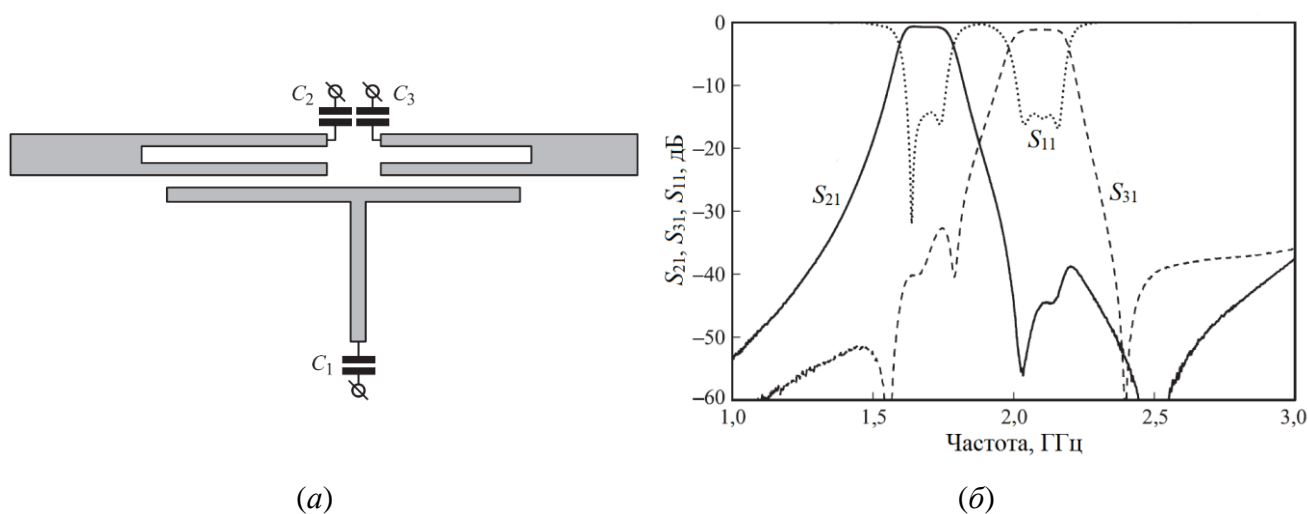 C₂ C₃
C₁
(а)
S₂₁, S₃₁, S₁₁, дБ
0
−10
−20
−30
−40
−50
−60
S₂₁
S₁₁
S₃₁
1,0 1,5 2,0 2,5 3,0
Частота, ГГц
(б)